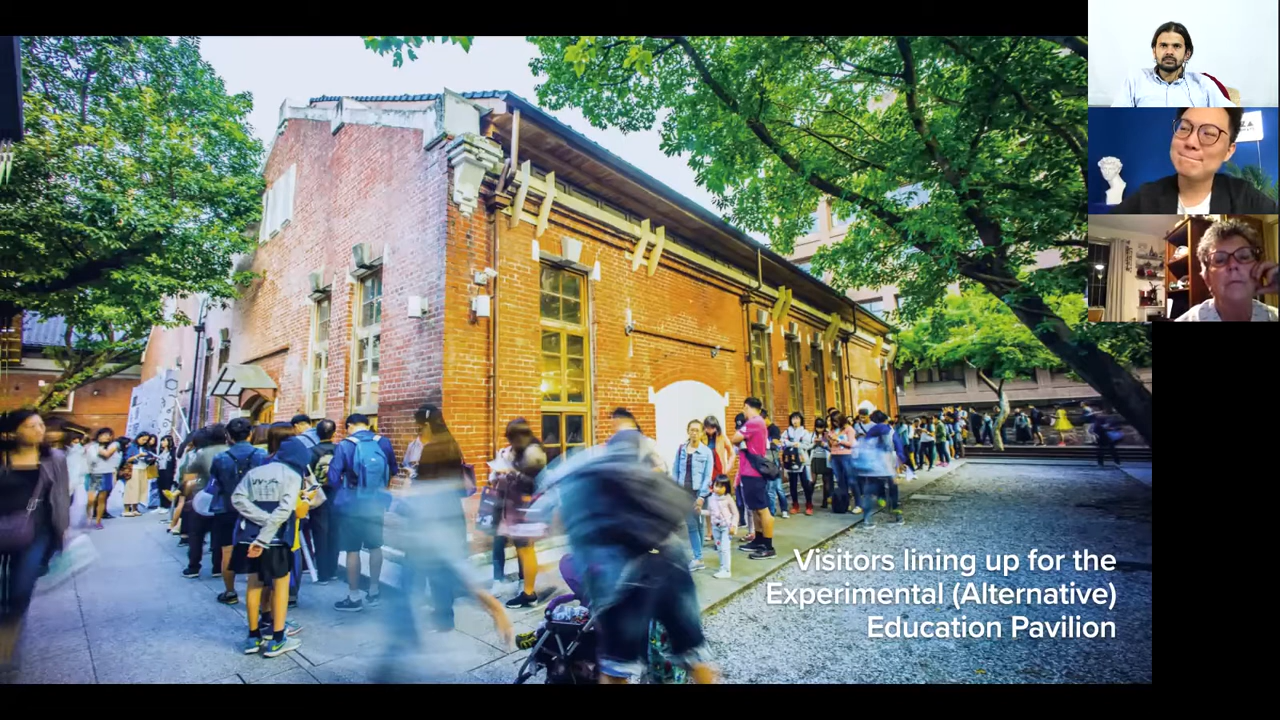 Visitors lining up for the
Experimental (Alternative)
Education Pavilion